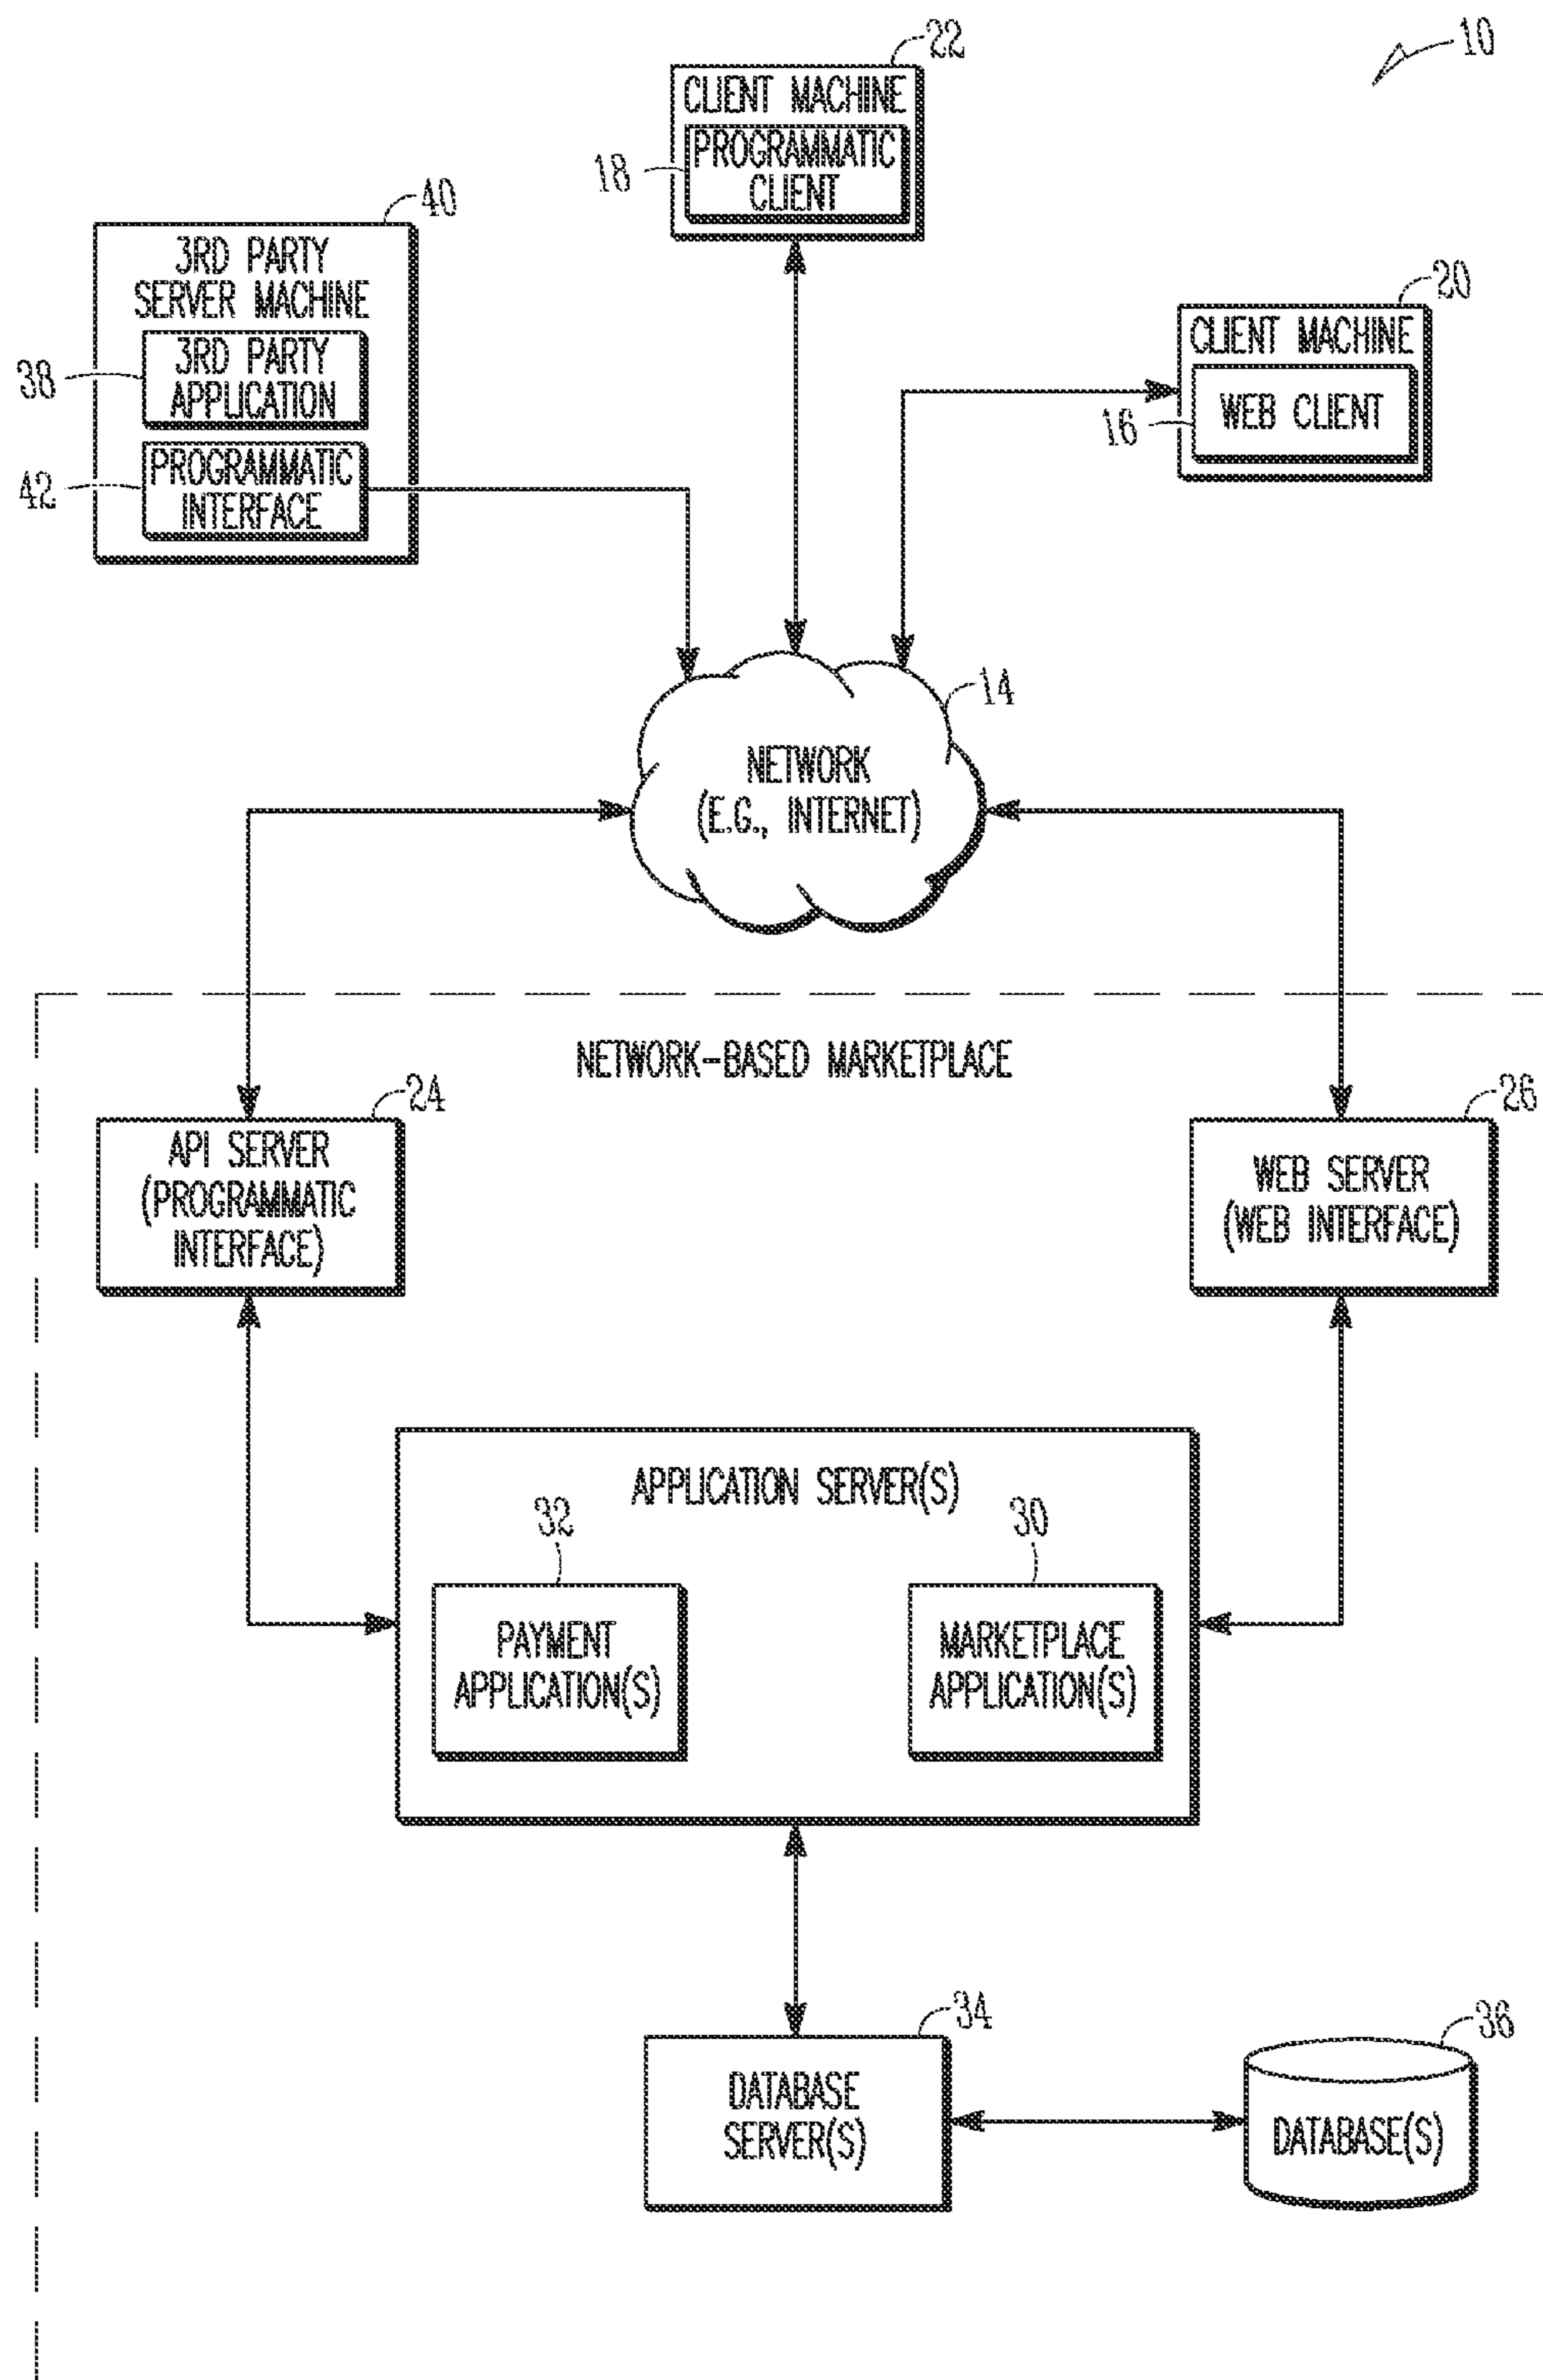 10
22
CLIENT MACHINE
18
PROGRAMMATIC
CLIENT
40
3RD PARTY
SERVER MACHINE
38
3RD PARTY
APPLICATION
42
PROGRAMMATIC
INTERFACE
20
CLIENT MACHINE
16
WEB CLIENT
14
NETWORK
(E.G., INTERNET)
NETWORK-BASED MARKETPLACE
24
API SERVER
(PROGRAMMATIC
INTERFACE)
26
WEB SERVER
(WEB INTERFACE)
APPLICATION SERVER(S)
32
PAYMENT
APPLICATION(S)
30
MARKETPLACE
APPLICATION(S)
34
DATABASE
SERVER(S)
36
DATABASE(S)